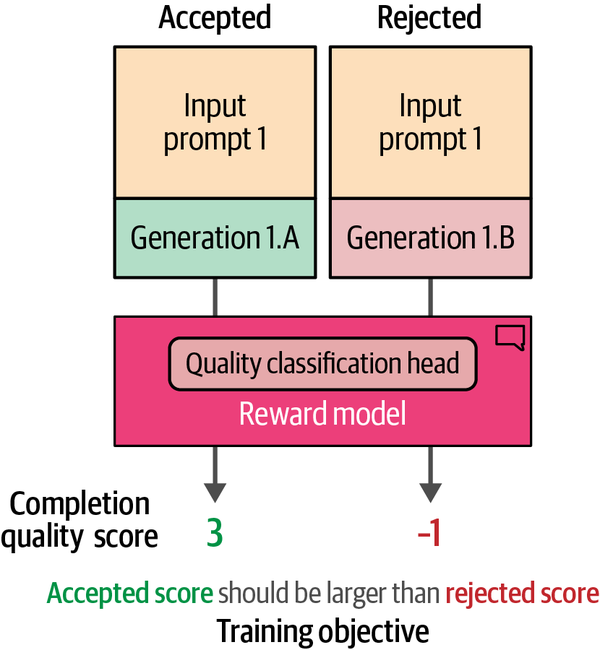 Accepted
Rejected
Input
prompt 1
Input
prompt 1
Generation 1.A
Generation 1.B
Quality classification head
Reward model
Completion
quality score
3
–1
Accepted score should be larger than rejected score
Training objective